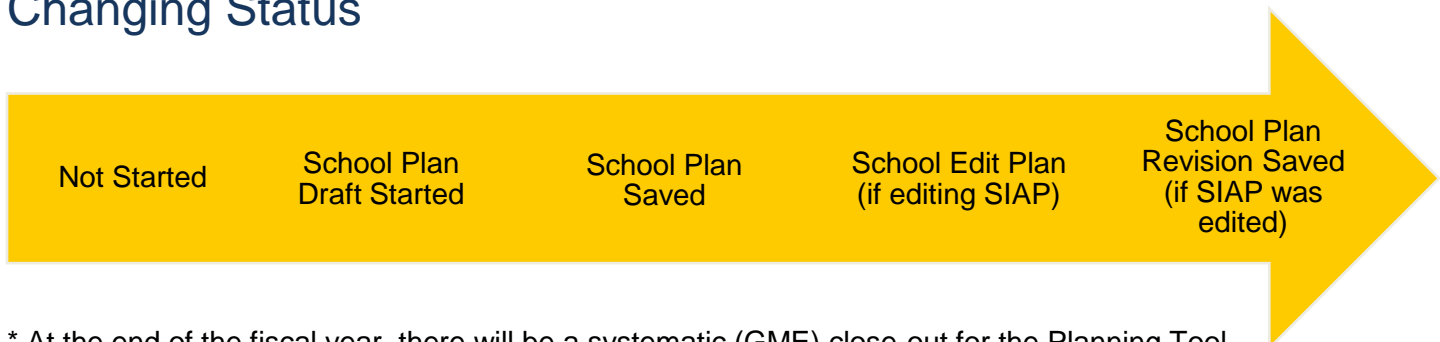 Changing Status
Not Started
School Plan
Draft Started
School Plan
Saved
School Edit Plan
(if editing SIAP)
School Plan
Revision Saved
(if SIAP was
edited)
* At the end of the fiscal year, there will be a systematic (GME) close-out for the Planning Tool